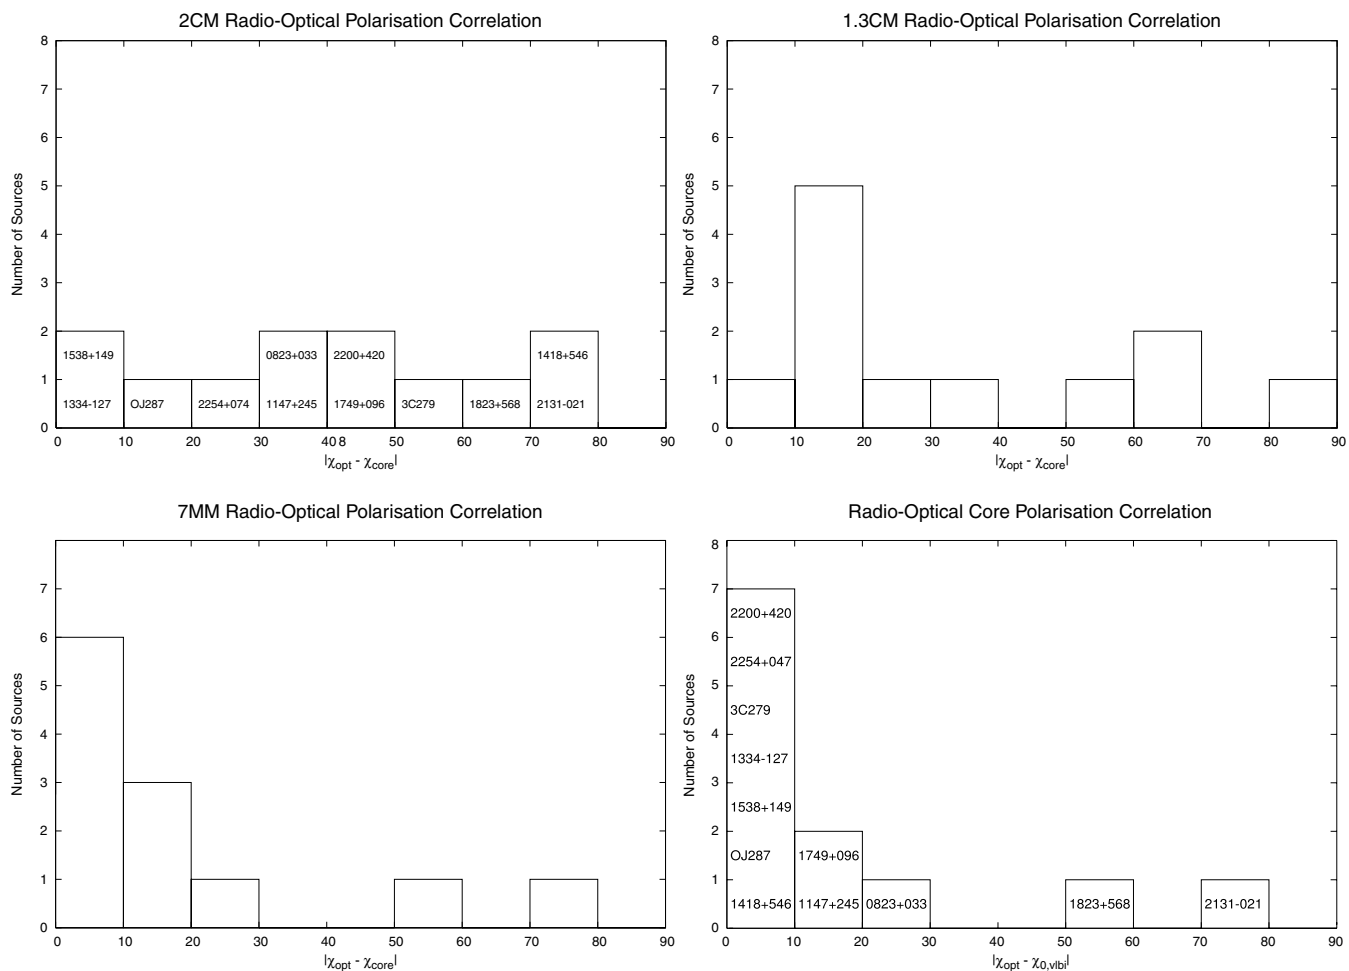 2CM Radio-Optical Polarisation Correlation
8
7
6
5
4
3
2
1
0
Number of Sources
1538+149
1334-127
OJ287
2254+074
0823+033
1147+245
2200+420
1749+096
3C279
1823+568
1418+546
2131-021
0 10 20 30 408 50 60 70 80 90
|χopt - χcore|
1.3CM Radio-Optical Polarisation Correlation
8
7
6
5
4
3
2
1
0
Number of Sources
0 10 20 30 40 50 60 70 80 90
|χopt - χcore|
7MM Radio-Optical Polarisation Correlation
7
6
5
4
3
2
1
0
Number of Sources
0 10 20 30 40 50 60 70 80 90
|χopt - χcore|
Radio-Optical Core Polarisation Correlation
8
7
6
5
4
3
2
1
0
Number of Sources
2200+420
2254+047
3C279
1334-127
1538+149
OJ287
1418+546
1749+096
1147+245
0823+033
1823+568
2131-021
0 10 20 30 40 50 60 70 80 90
|χopt - χ0,vlbi|